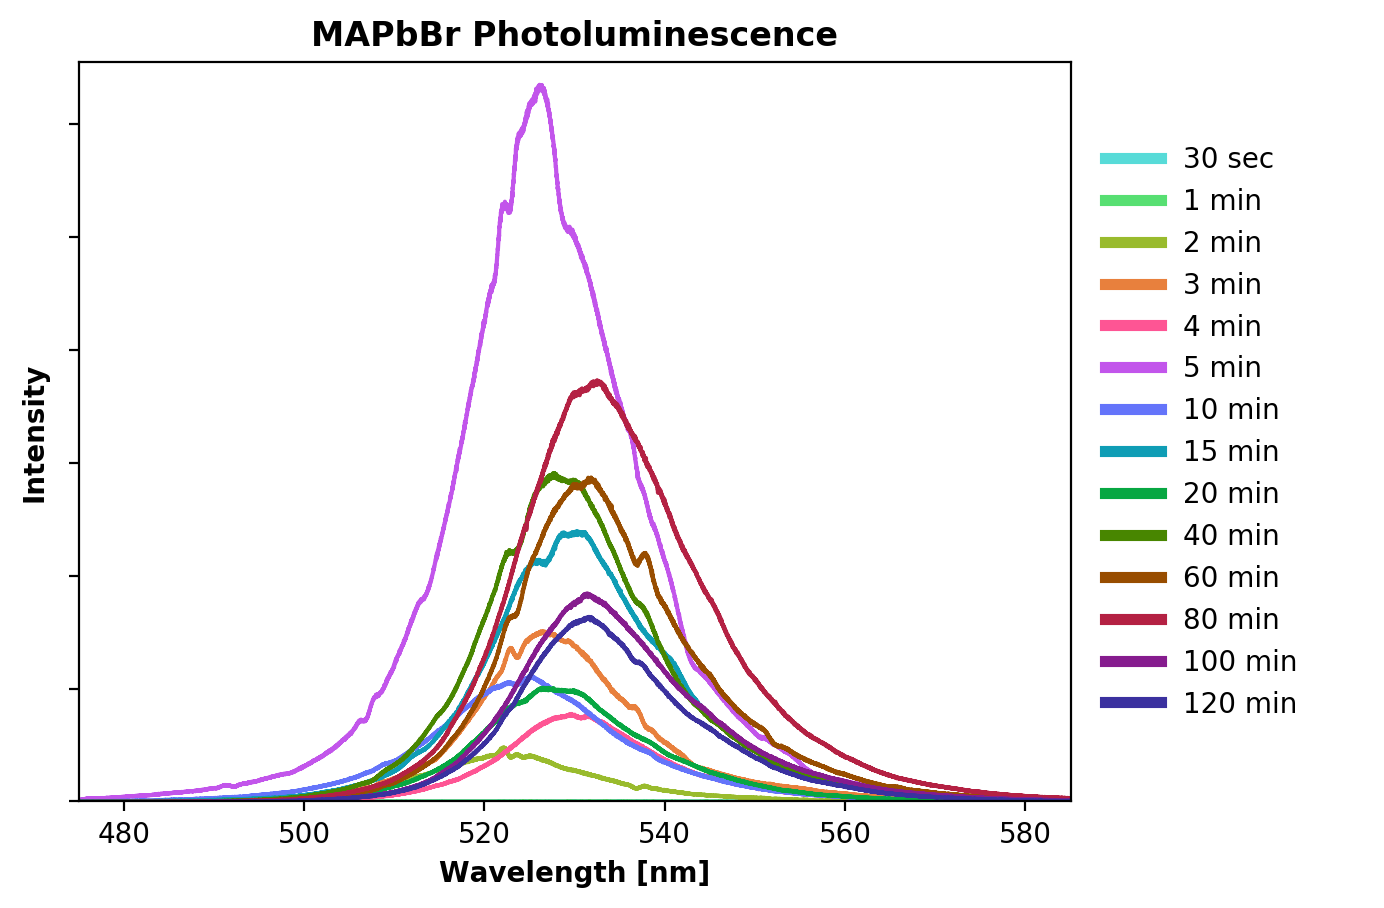 MAPbBr Photoluminescence
Intensity
30 sec
1 min
2 min
3 min
4 min
5 min
10 min
15 min
20 min
40 min
60 min
80 min
100 min
120 min
480 500 520 540 560 580
Wavelength [nm]